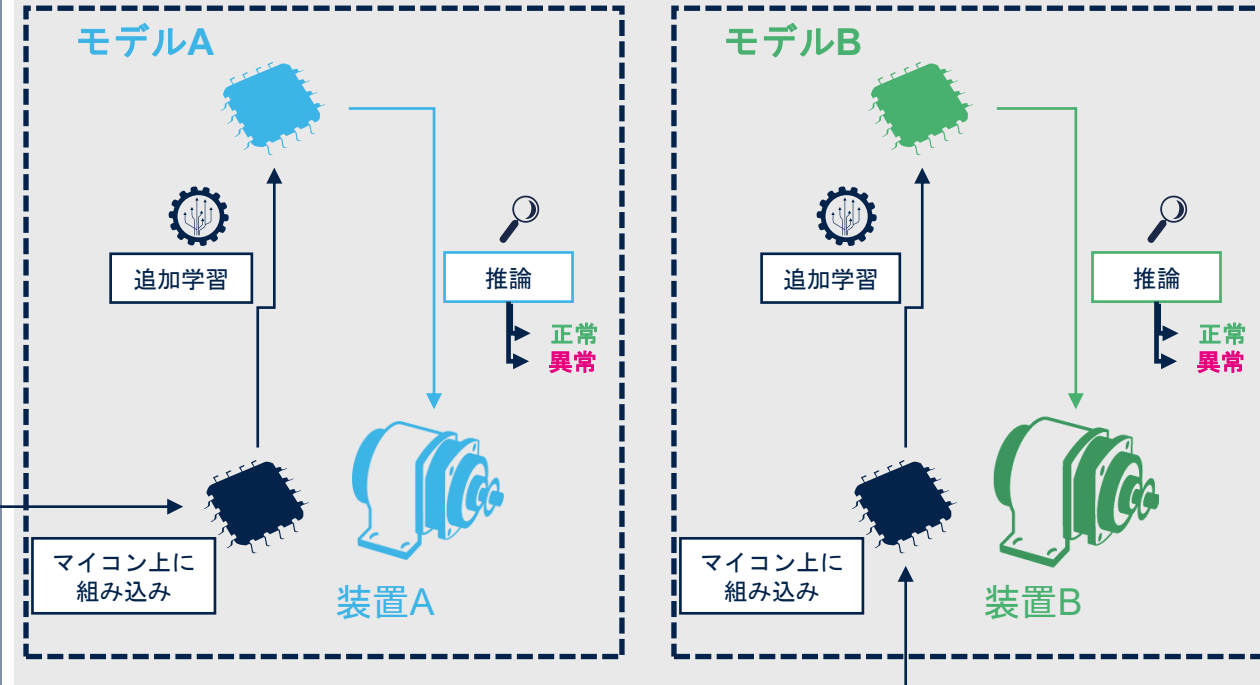 モデルA
追加学習
推論
正常
異常
マイコン上に
組み込み
装置A
モデルB
追加学習
推論
正常
異常
マイコン上に
組み込み
装置B